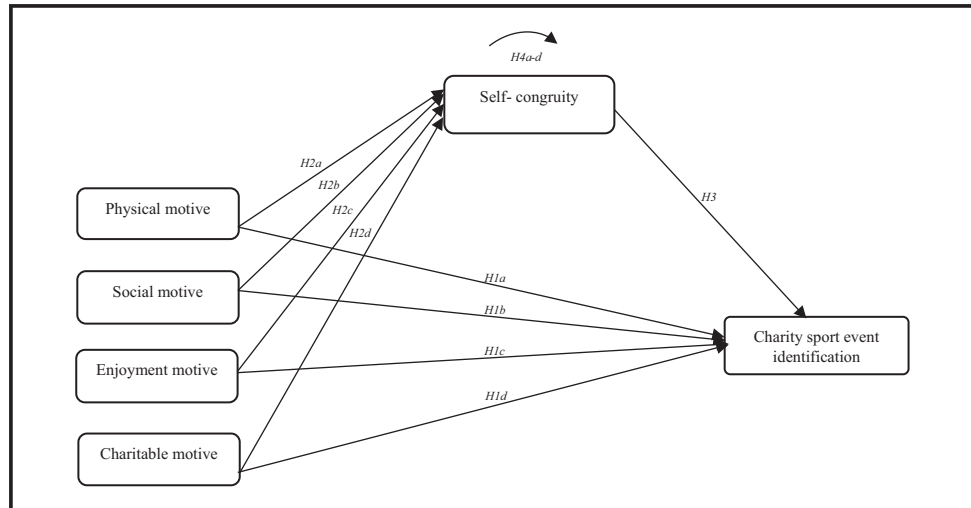 H4a-d
Self- congruity
H2a
H2b
H2c
H2d
H3
Physical motive
H1a
Social motive
H1b
Charity sport event
identification
Enjoyment motive
H1c
H1d
Charitable motive